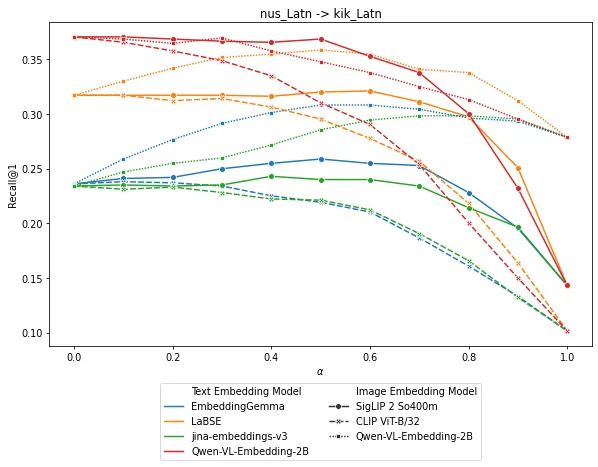 nus_Latn -> kik_Latn
Recall@1
0.35
0.30
0.25
0.20
0.15
0.10
0.0
0.2
0.4
0.6
0.8
1.0
α
Text Embedding Model
EmbeddingGemma
LaBSE
jina-embeddings-v3
Qwen-VL-Embedding-2B
Image Embedding Model
SigLIP 2 So400m
CLIP ViT-B/32
Qwen-VL-Embedding-2B